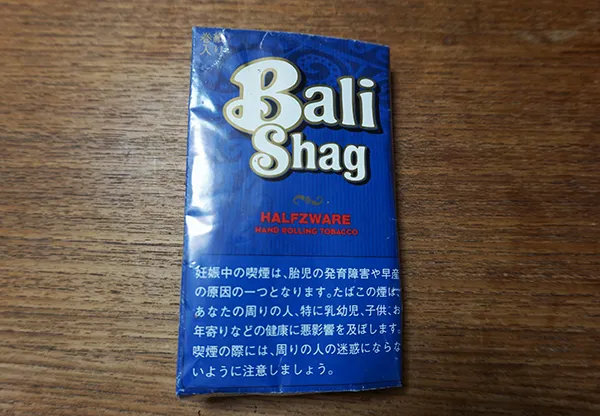 巻紙
入り
Bali
Shag
HALFZWARE
HAND ROLLING TOBACCO
妊娠中の喫煙は、胎児の発育障害や早産
の原因の一つとなります。たばこの煙は、
あなたの周りの人、特に乳幼児、子供、お
年寄りなどの健康に悪影響を及ぼします。
喫煙の際には、周りの人の迷惑にならな
いように注意しましょう。